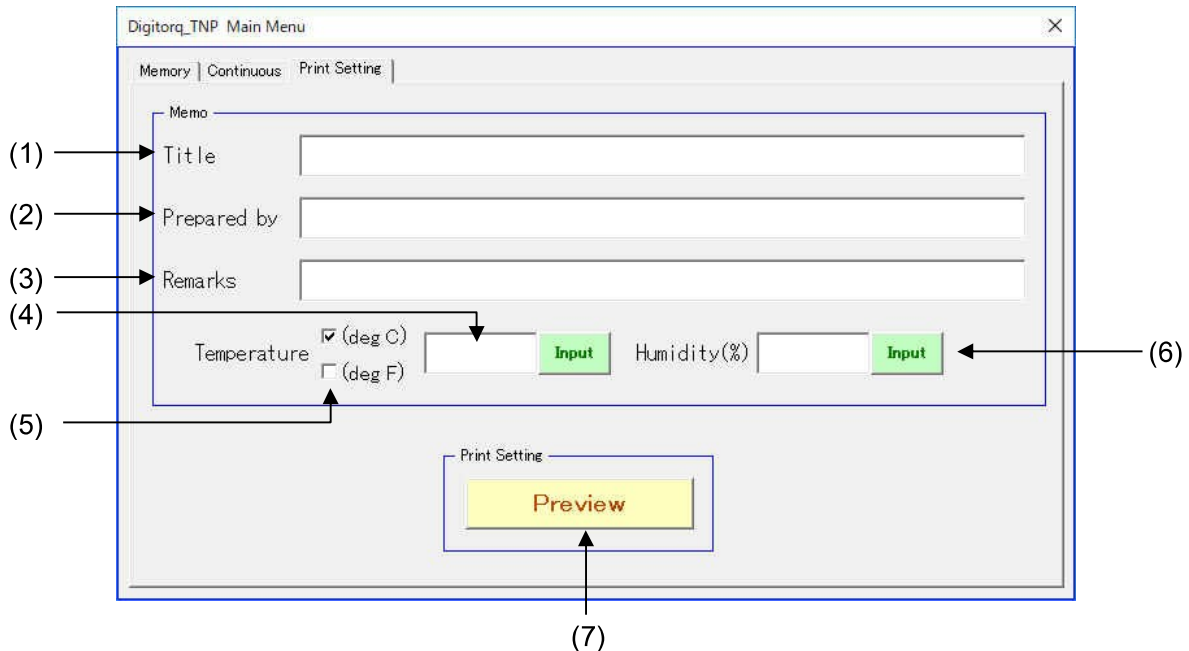 Digitorq_TNP Main Menu
Memory Continuous Print Setting
Memo
(1) Title
(2) Prepared by
(3) Remarks
(4)
Temperature (deg C) Input Humidity(%) Input (6)
(deg F)
(5)
Print Setting
Preview
(7)